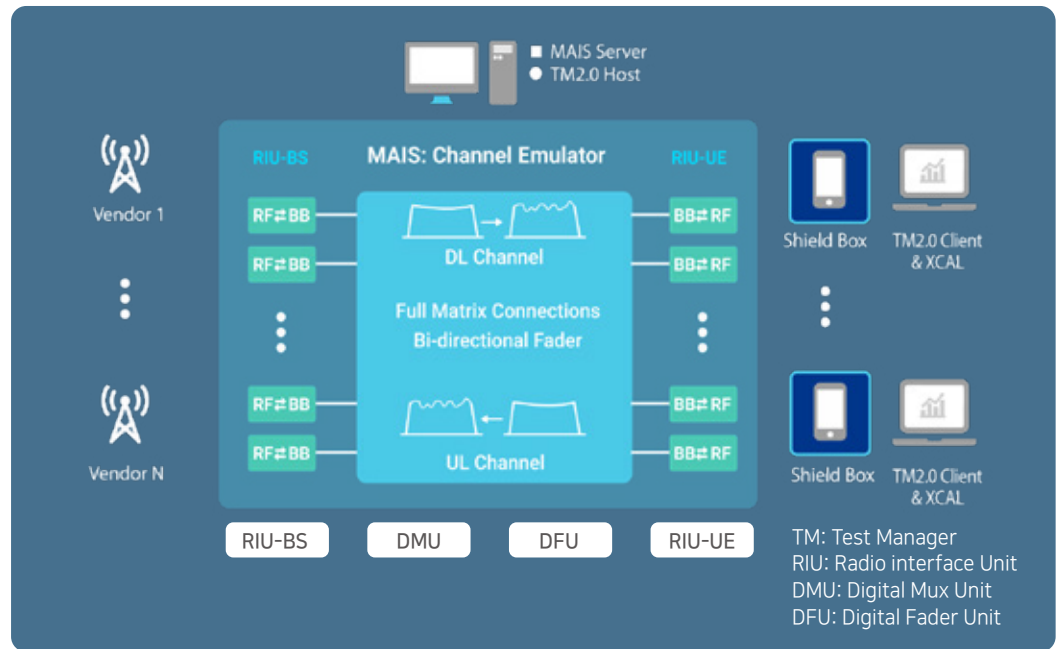 MAIS Server
TM2.0 Host
RIU-BS
MAIS: Channel Emulator
RIU-UE
Vendor 1
RF⇄BB
BB⇄RF
DL Channel
Shield Box
TM2.0 Client
& XCAL
RF⇄BB
BB⇄RF
Full Matrix Connections
Bi-directional Fader
Vendor N
RF⇄BB
BB⇄RF
RF⇄BB
BB⇄RF
UL Channel
Shield Box
TM2.0 Client
& XCAL
RIU-BS
DMU
DFU
RIU-UE
TM: Test Manager
RIU: Radio interface Unit
DMU: Digital Mux Unit
DFU: Digital Fader Unit